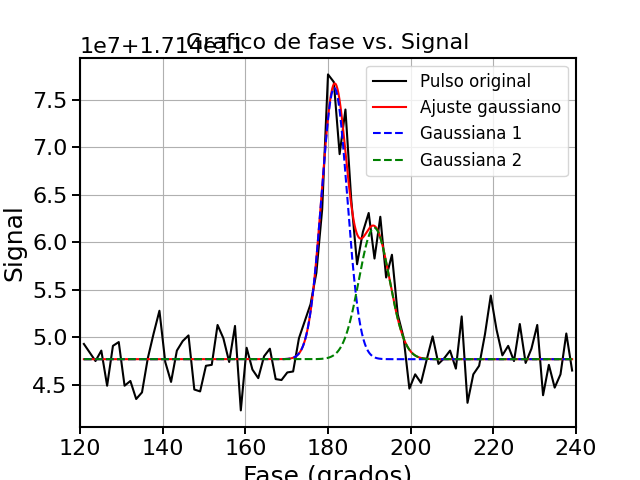 1e7+1.714e11
Grafico de fase vs. Signal
Pulso original
Ajuste gaussiano
Gaussiana 1
Gaussiana 2
Signal
7.5
7.0
6.5
6.0
5.5
5.0
4.5
120 140 160 180 200 220 240
Fase (grados)